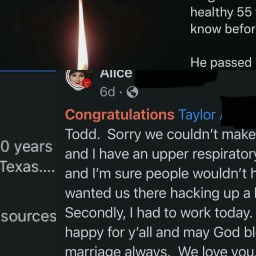 healthy 55
know befor
He passed
Alice
6d ·
Congratulations Taylor
0 years
Todd. Sorry we couldn't make
Texas....
and I have an upper respiratory
and I'm sure people wouldn't h
wanted us there hacking up a l
sources
Secondly, I had to work today.
happy for y'all and may God bl
marriage always. We love you